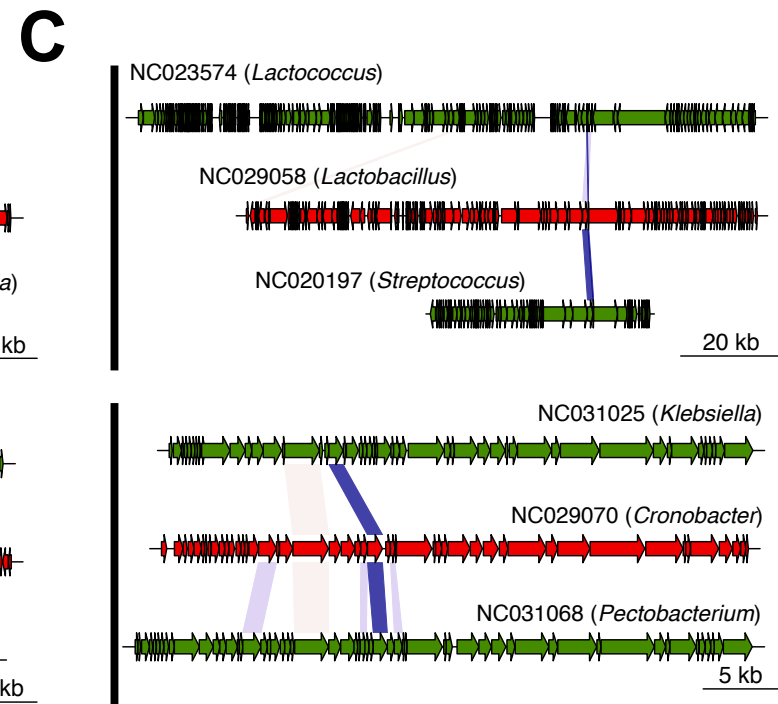 C
NC023574 (Lactococcus)
NC029058 (Lactobacillus)
a)
NC020197 (Streptococcus)
kb
20 kb
NC031025 (Klebsiella)
NC029070 (Cronobacter)
NC031068 (Pectobacterium)
kb
5 kb